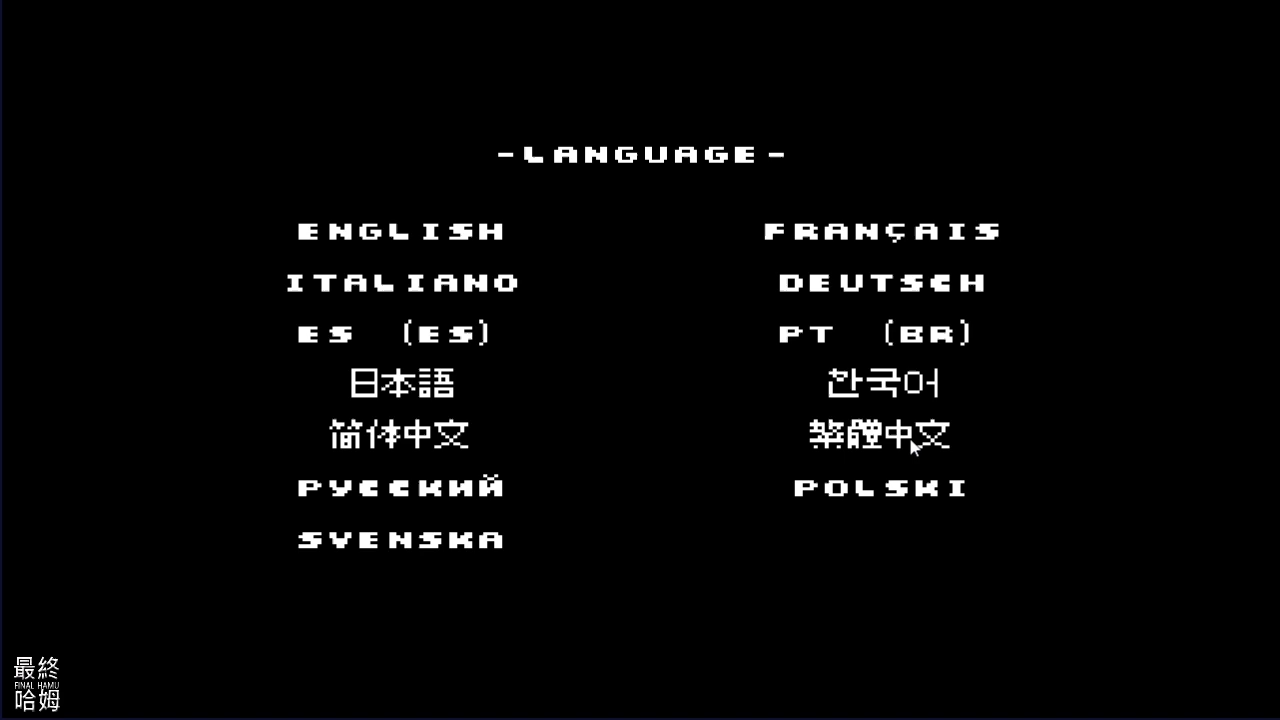 -LANGUAGE-
ENGLISH FRANÇAIS
ITALIANO DEUTSCH
ES (ES) PT (BR)
日本語 한국어
简体中文 繁體中文
РУССКИЙ POLSKI
SVENSKA
最終
FINAL HAMU
哈姆